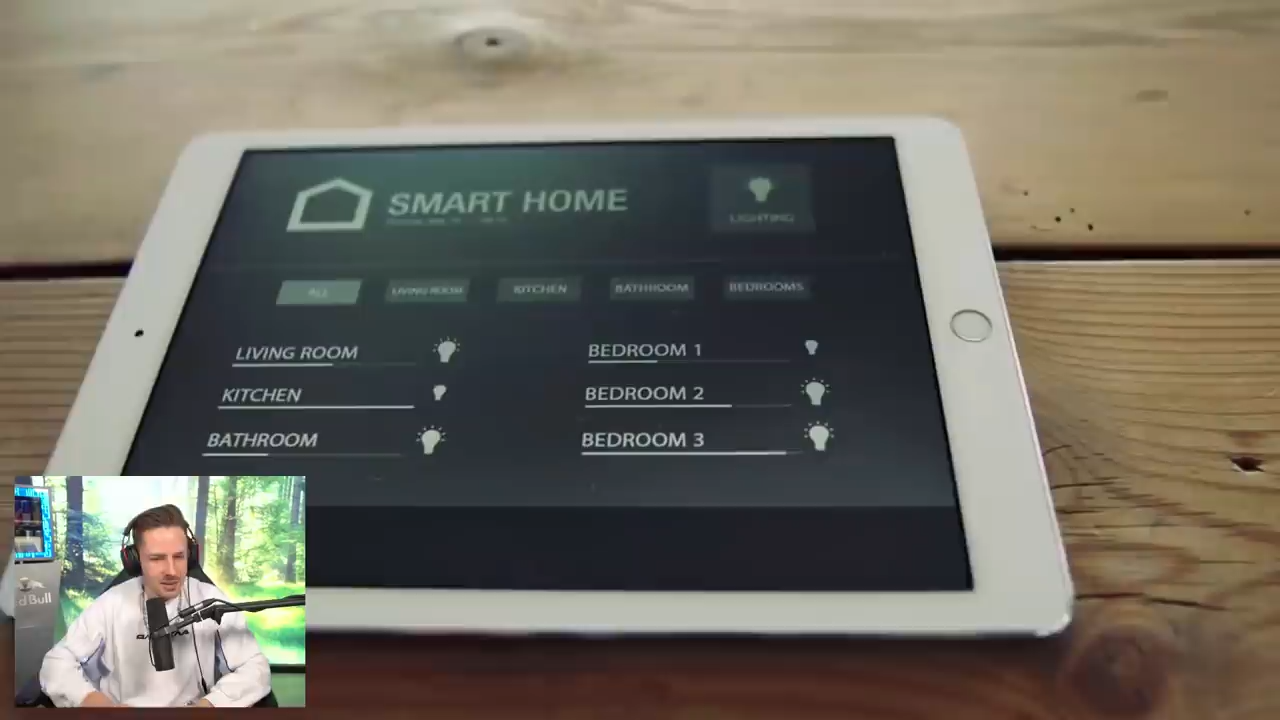 SMART HOME
LIGHTING
ALL
LIVING ROOM
KITCHEN
BATHROOM
BEDROOMS
LIVING ROOM
BEDROOM 1
KITCHEN
BEDROOM 2
BATHROOM
BEDROOM 3
d Bull